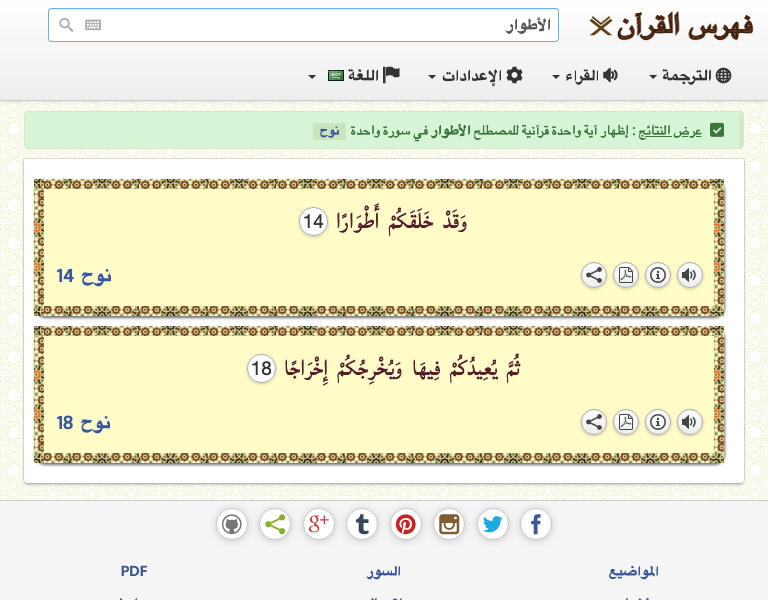 فهرس القرآن
الأطوار
الترجمة
القراء
الإعدادات
اللغة
عرض النتائج : إظهار آية واحدة قرآنية للمصطلح الأطوار في سورة واحدة نوح
وَقَدْ خَلَقَكُمْ أَطْوَارًا 14
نوح 14
ثُمَّ يُعِيدُكُمْ فِيهَا وَيُخْرِجُكُمْ إِخْرَاجًا 18
نوح 18
المواضيع
السور
PDF